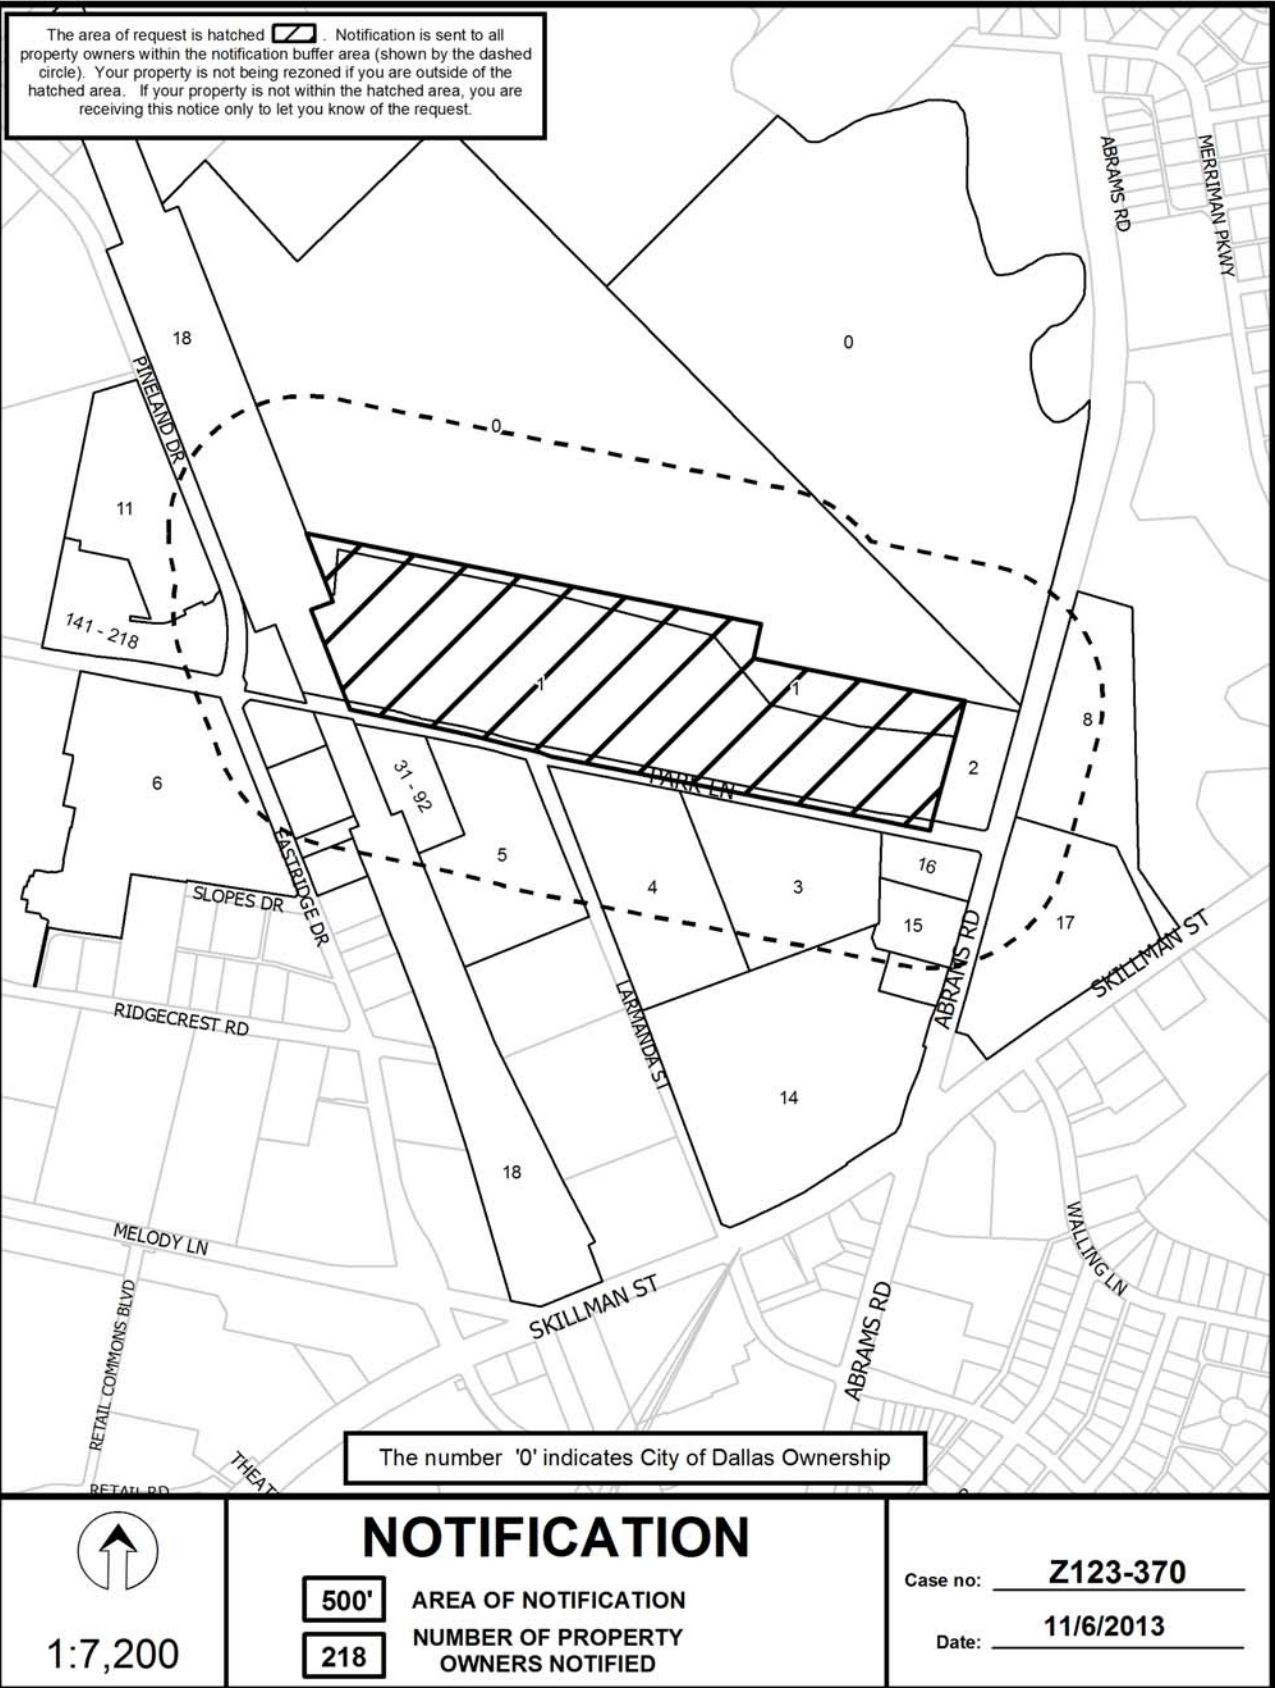 The area of request is hatched . Notification is sent to all
property owners within the notification buffer area (shown by the dashed
circle). Your property is not being rezoned if you are outside of the
hatched area. If your property is not within the hatched area, you are
receiving this notice only to let you know of the request.
ABRAMS RD
MERRIMAN PKWY
18
0
PINELAND DR
0
11
141 - 218
1
1
8
2
PARK LN
31 - 92
6
5
4
3
16
EASTRIDGE DR
SLOPES DR
15
17
ABRAMS RD
SKILLMAN ST
RIDGECREST RD
LARMANDA ST
14
18
MELODY LN
WALLING LN
SKILLMAN ST
RETAIL COMMONS BLVD
ABRAMS RD
The number '0' indicates City of Dallas Ownership
THEAT
RETAIL RD
NOTIFICATION
500' AREA OF NOTIFICATION
218 NUMBER OF PROPERTY
OWNERS NOTIFIED
1:7,200
Case no: Z123-370
Date: 11/6/2013